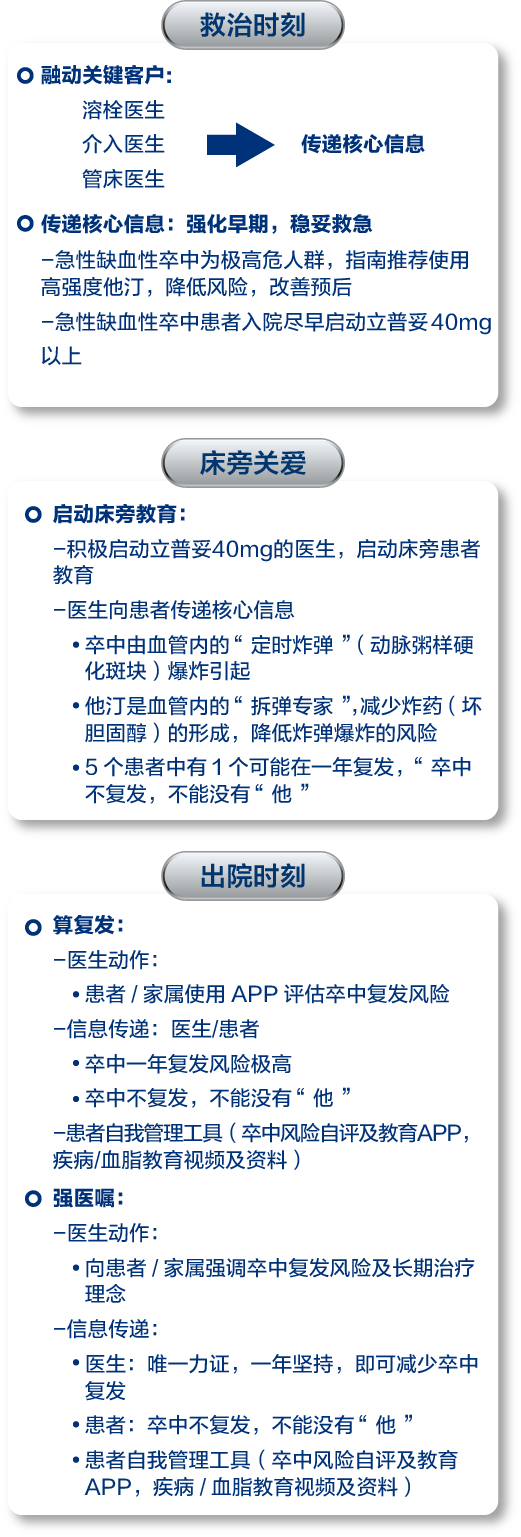 救治时刻
融动关键客户：
溶栓医生
介入医生
管床医生
传递核心信息
传递核心信息：强化早期，稳妥救急
–急性缺血性卒中为极高危人群，指南推荐使用
高强度他汀，降低风险，改善预后
–急性缺血性卒中患者入院尽早启动立普妥40mg
以上
床旁关爱
启动床旁教育：
–积极启动立普妥40mg的医生，启动床旁患者
教育
–医生向患者传递核心信息
•卒中由血管内的“ 定时炸弹 ”（动脉粥样硬
化斑块）爆炸引起
•他汀是血管内的“ 拆弹专家 ”，减少炸药（坏
胆固醇）的形成，降低炸弹爆炸的风险
•5 个患者中有 1 个可能在一年复发，“ 卒中
不复发，不能没有“ 他 ”
出院时刻
算复发：
–医生动作：
•患者 / 家属使用 APP 评估卒中复发风险
–信息传递：医生/患者
•卒中一年复发风险极高
•卒中不复发，不能没有“ 他 ”
–患者自我管理工具（卒中风险自评及教育APP，
疾病/血脂教育视频及资料）
强医嘱：
–医生动作：
•向患者 / 家属强调卒中复发风险及长期治疗
理念
–信息传递：
•医生：唯一力证，一年坚持，即可减少卒中
复发
•患者：卒中不复发，不能没有“ 他 ”
•患者自我管理工具（卒中风险自评及教育
APP，疾病 / 血脂教育视频及资料）